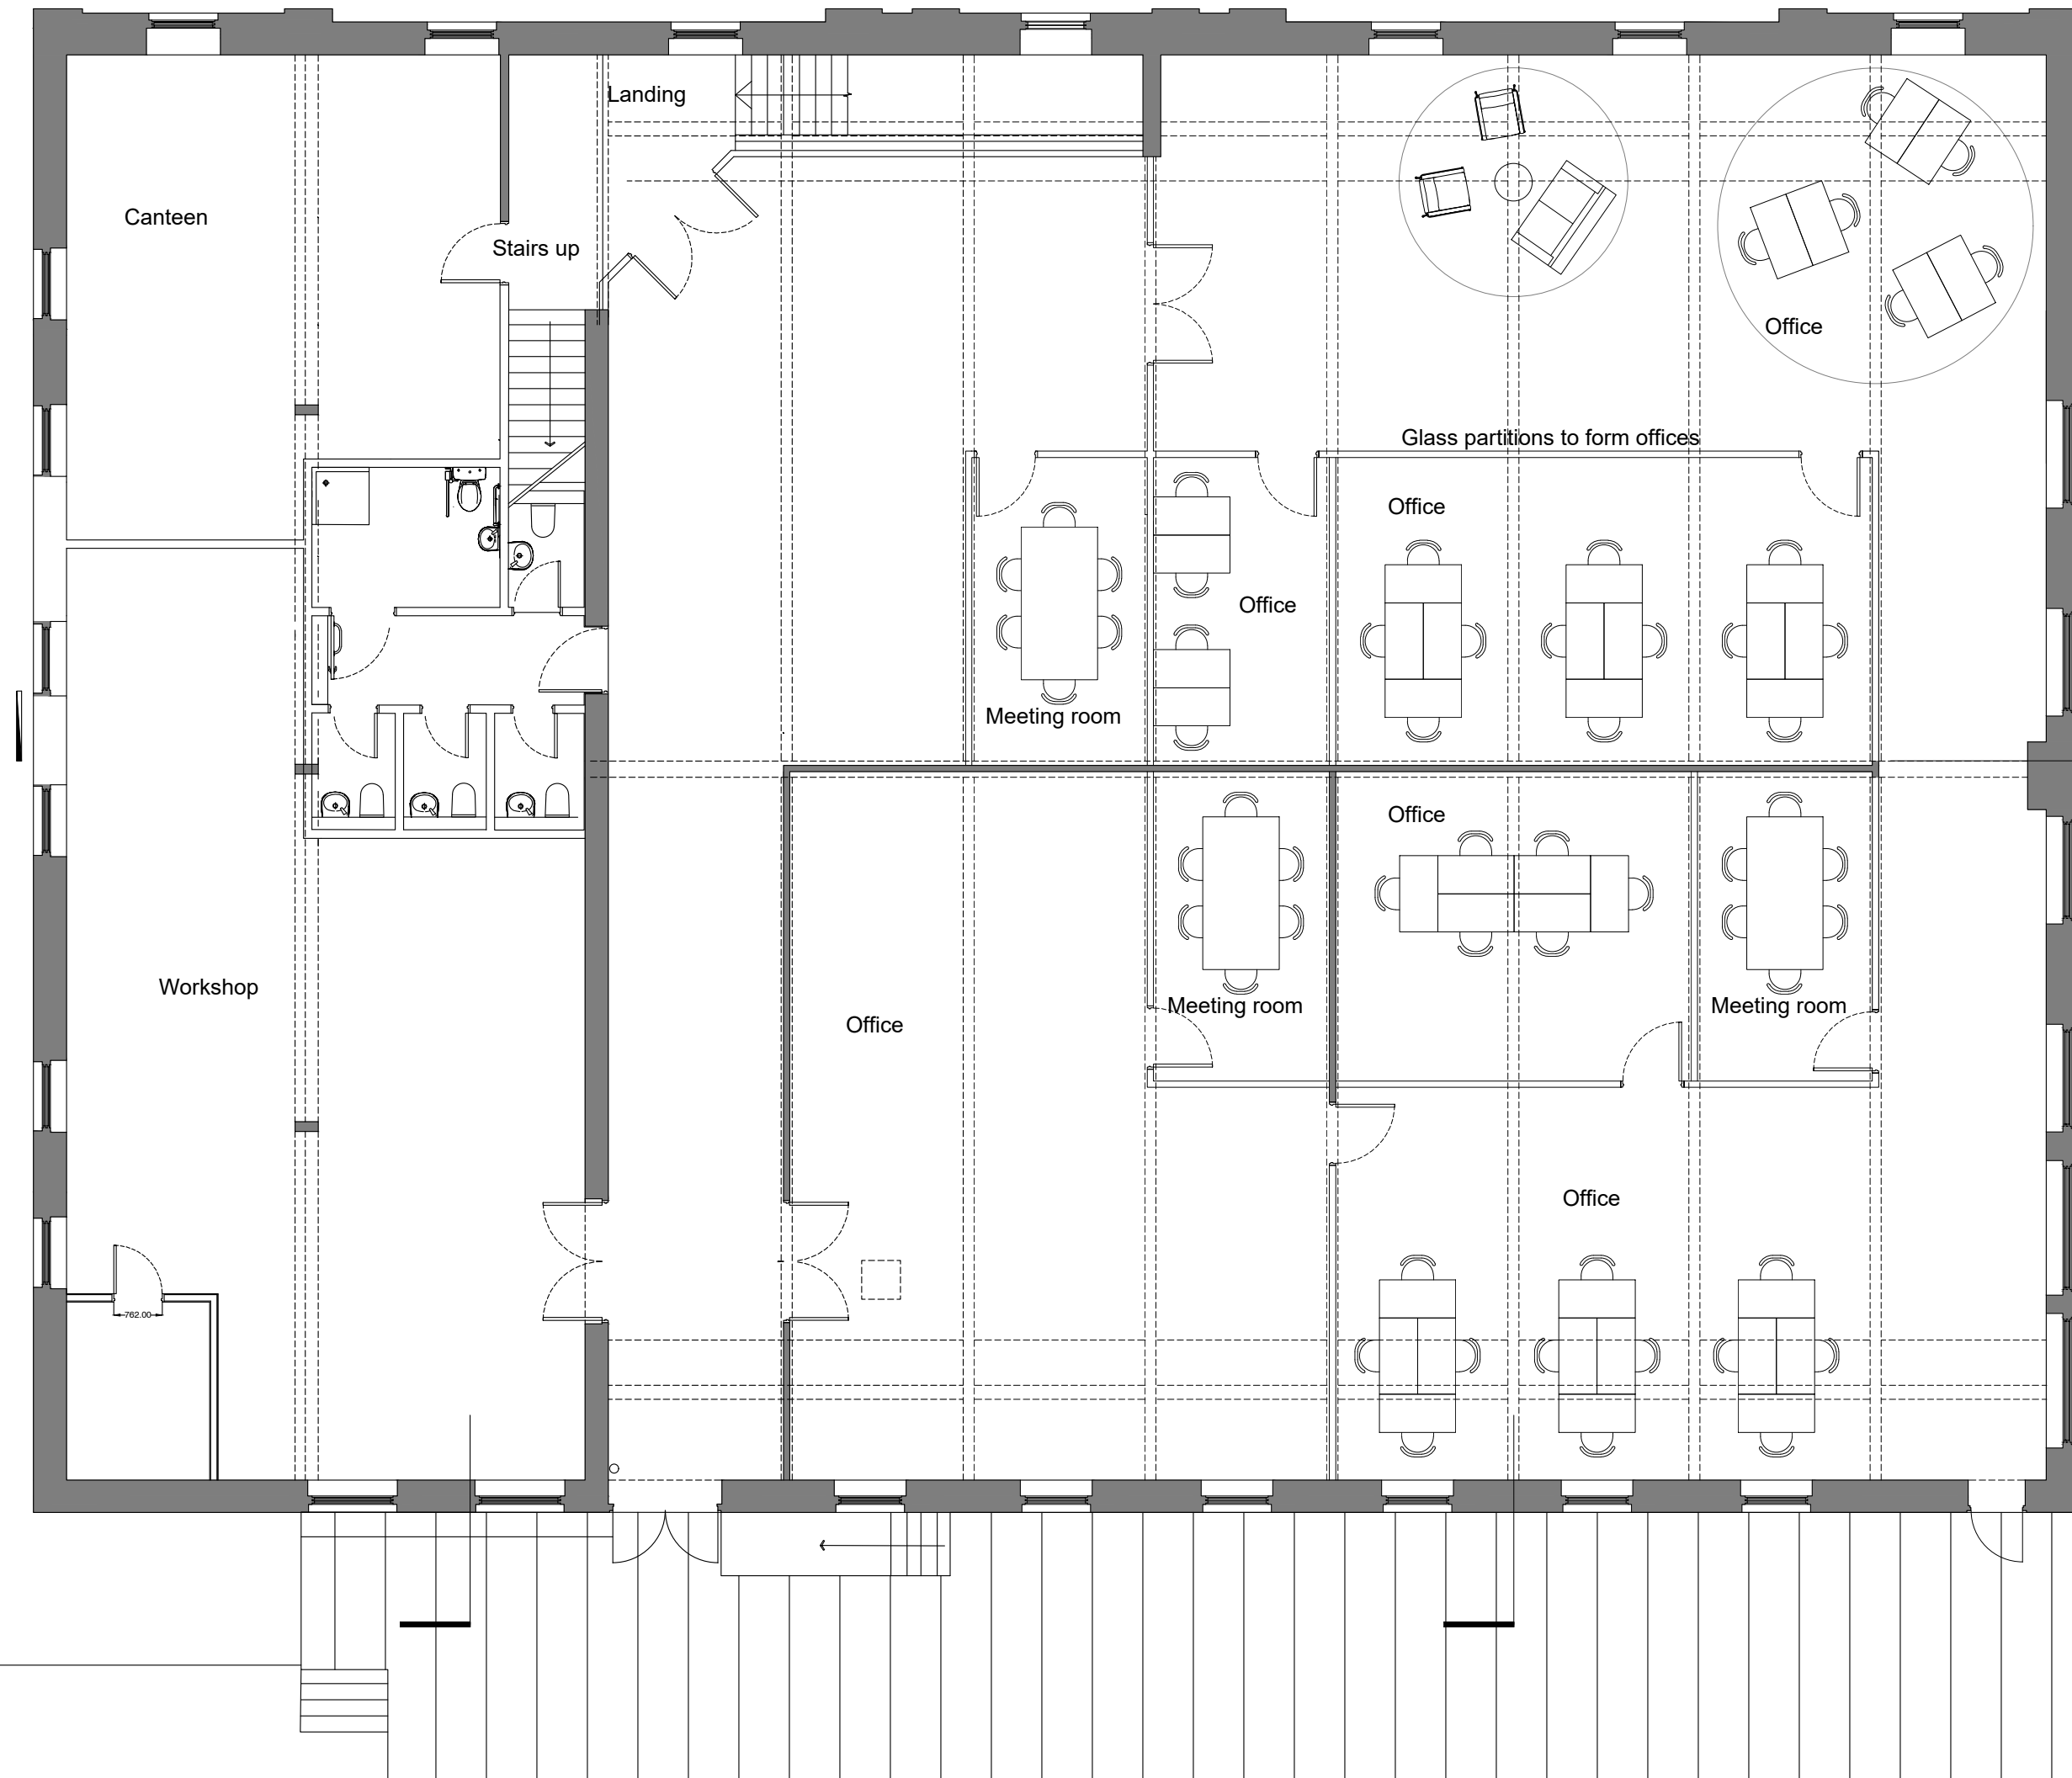 Landing
Canteen
Stairs up
Office
Glass partitions to form offices
Office
Office
Meeting room
Office
Workshop
Meeting room
Meeting room
Office
Office
762.00